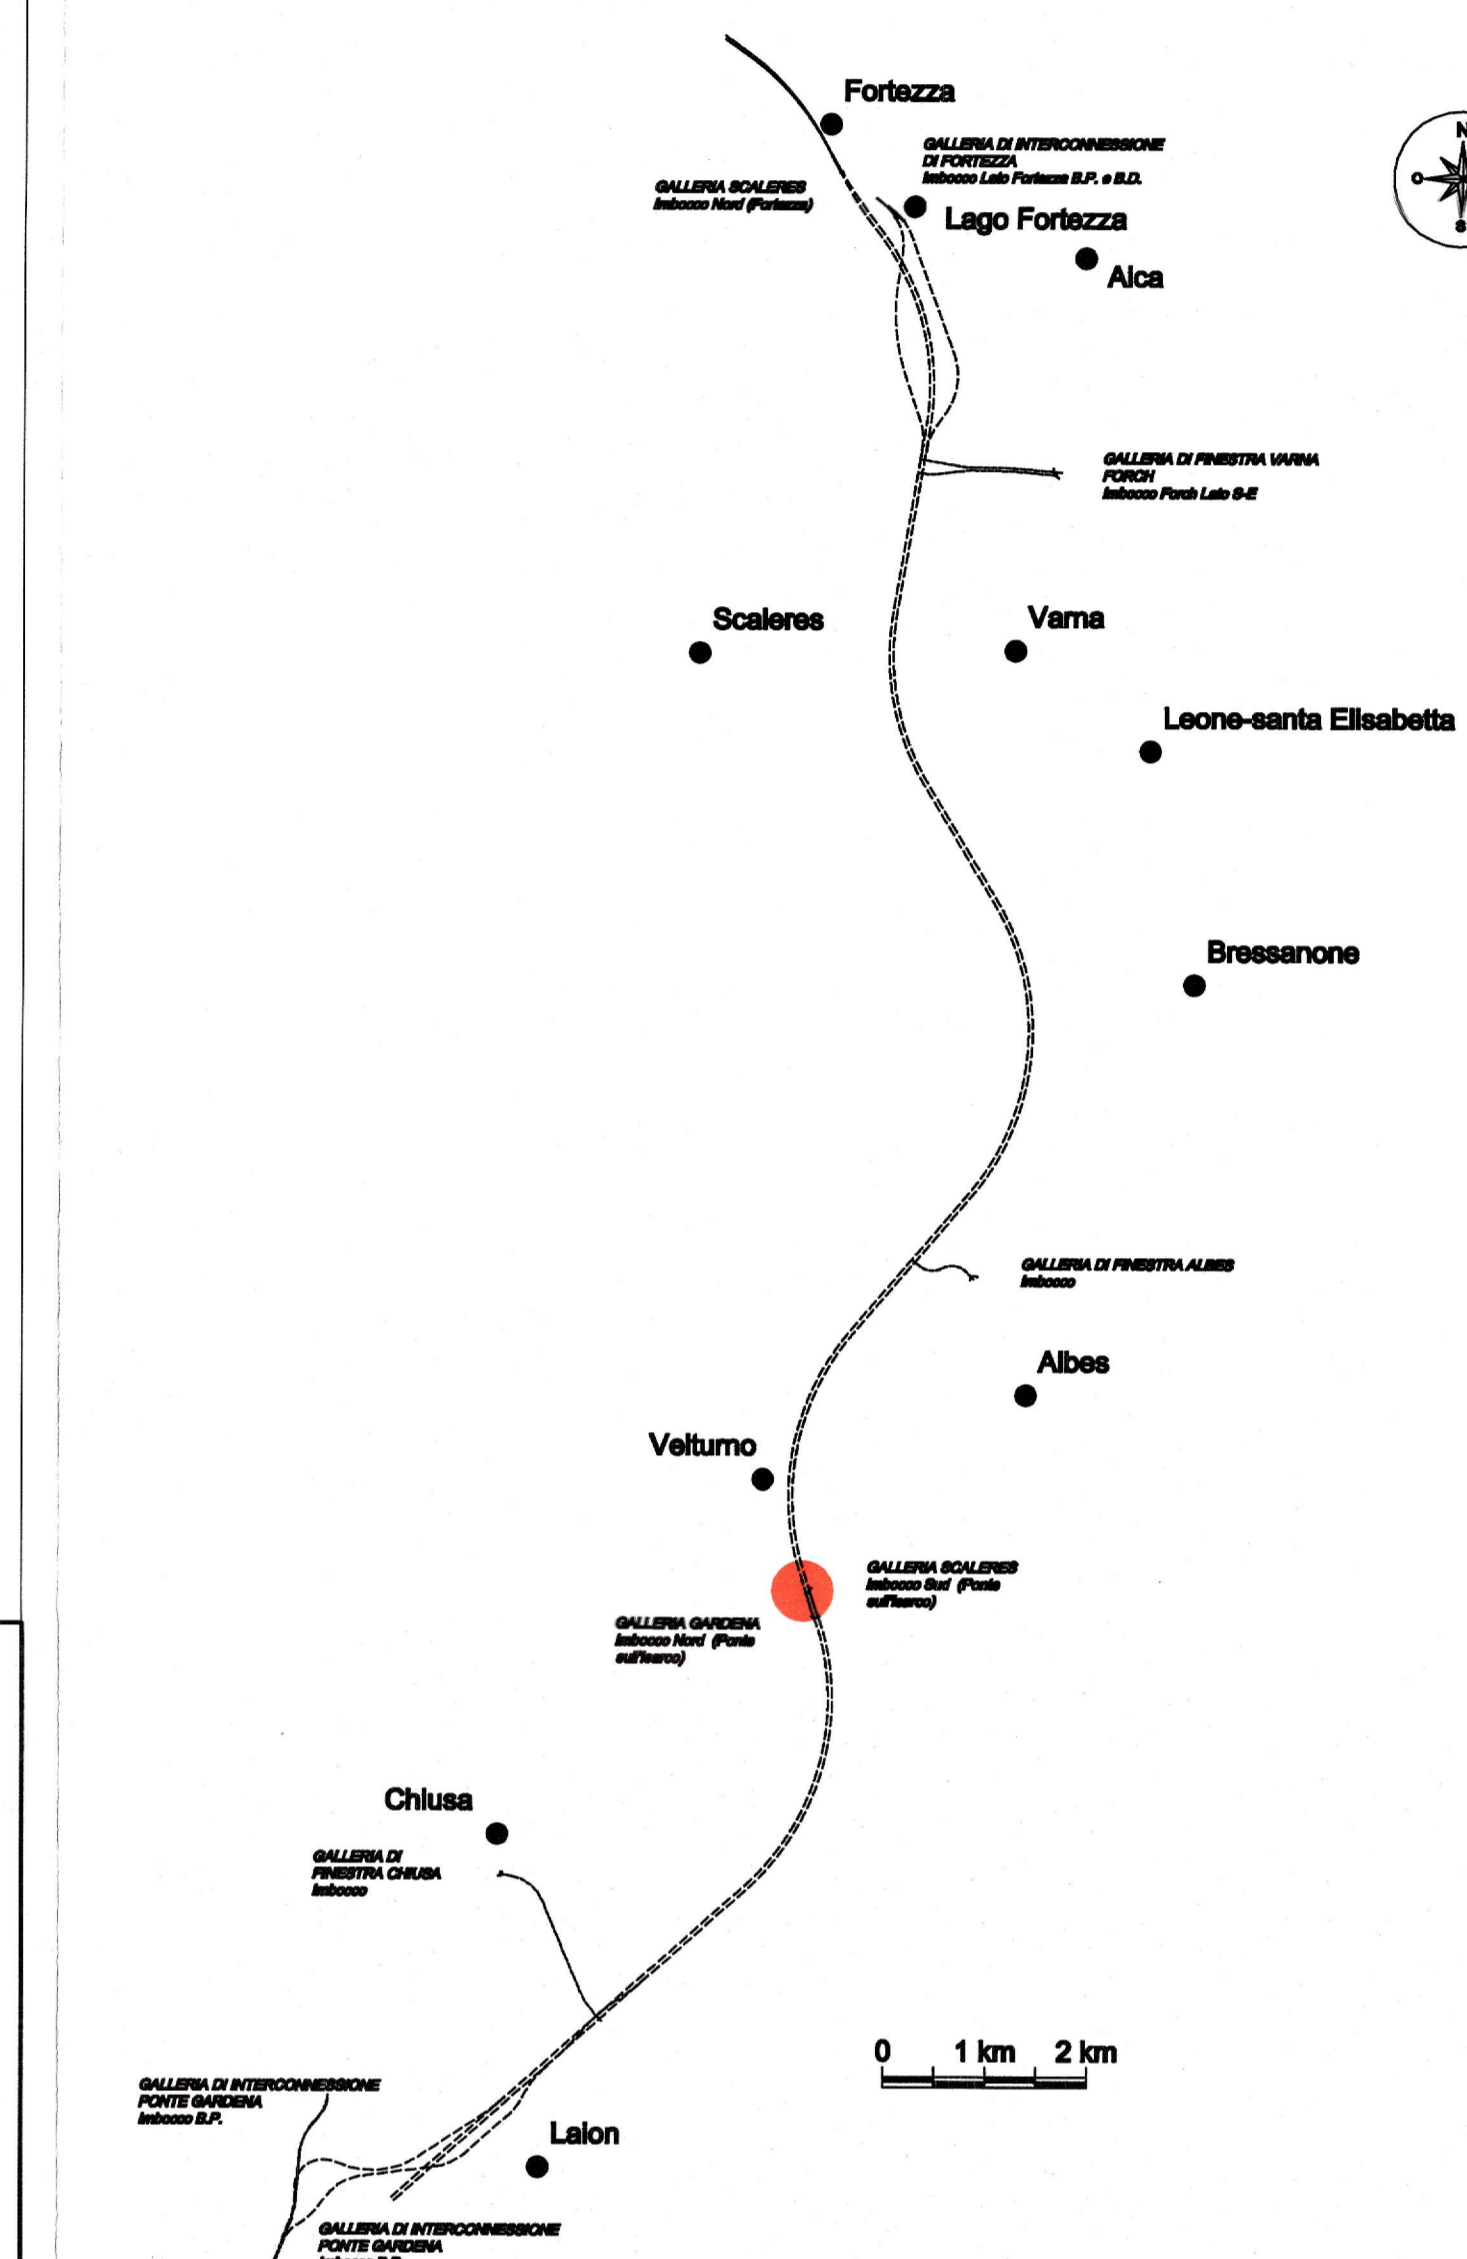 Fortezza
GALLERIA DI INTERCONNESSIONE
DI FORTEZZA
Imbocco Lato Fortezza B.P. e B.D.
N
O
S
GALLERIA SCALERES
Imbocco Nord (Fortezza)
Lago Fortezza
Aica
GALLERIA DI FINESTRA VARNA
FORCH
Imbocco Forch Lato S-E
Scaleres
Varna
Leone-santa Elisabetta
Bressanone
GALLERIA DI FINESTRA ALBES
Imbocco
Albes
Velturno
GALLERIA SCALERES
Imbocco Sud (Ponte
sull'Isarco)
GALLERIA GARDENA
Imbocco Nord (Ponte
sull'Isarco)
Chiusa
GALLERIA DI
FINESTRA CHIUSA
Imbocco
0 1 km 2 km
GALLERIA DI INTERCONNESSIONE
PONTE GARDENA
Imbocco B.P.
Laion
GALLERIA DI INTERCONNESSIONE
PONTE GARDENA